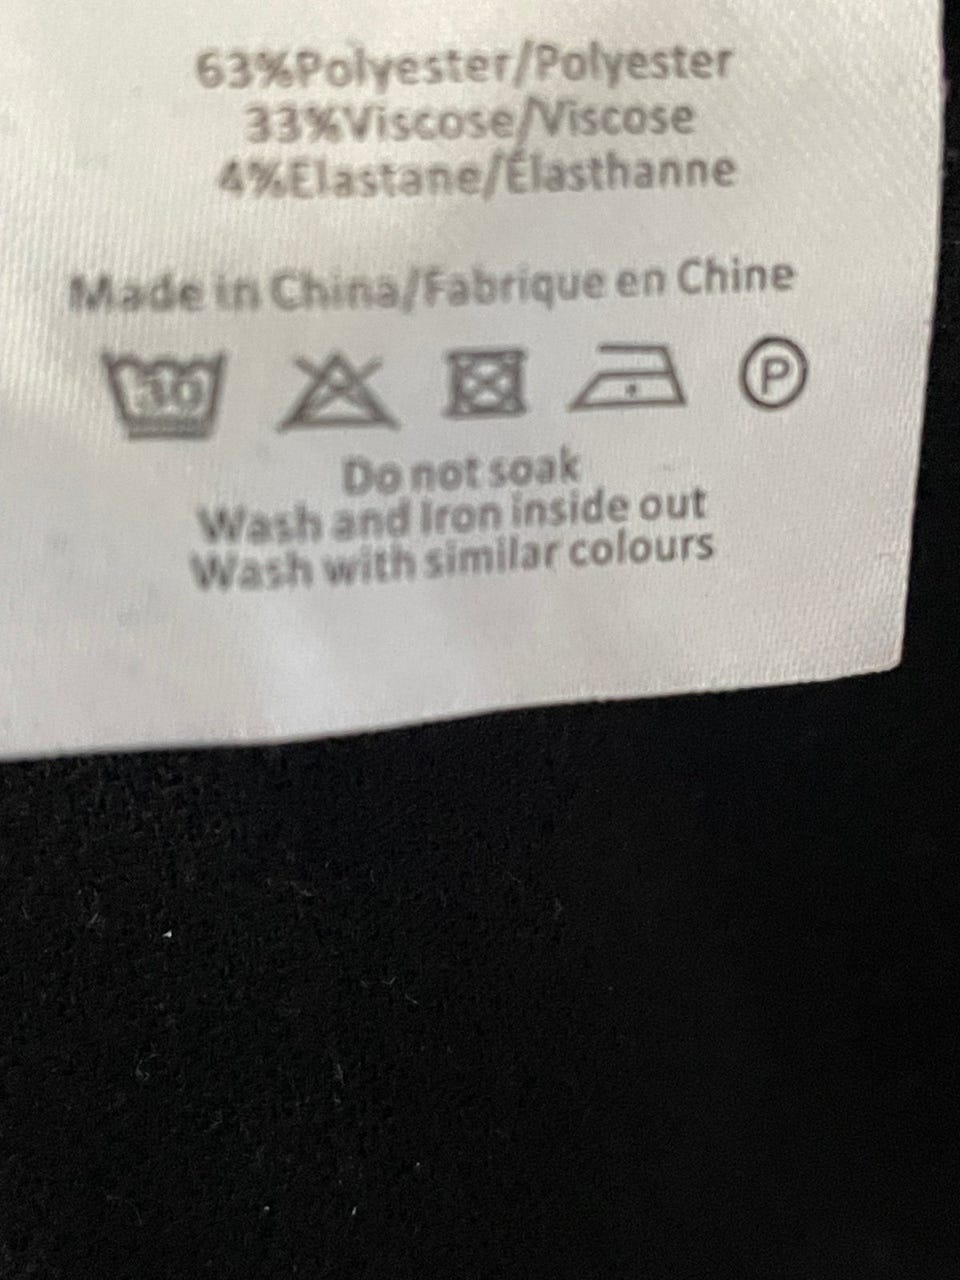 63%Polyester/Polyester
33%Viscose/Viscose
4%Elastane/Élasthanne
Made in China/Fabrique en Chine
30 P
Do not soak
Wash and Iron inside out
Wash with similar colours